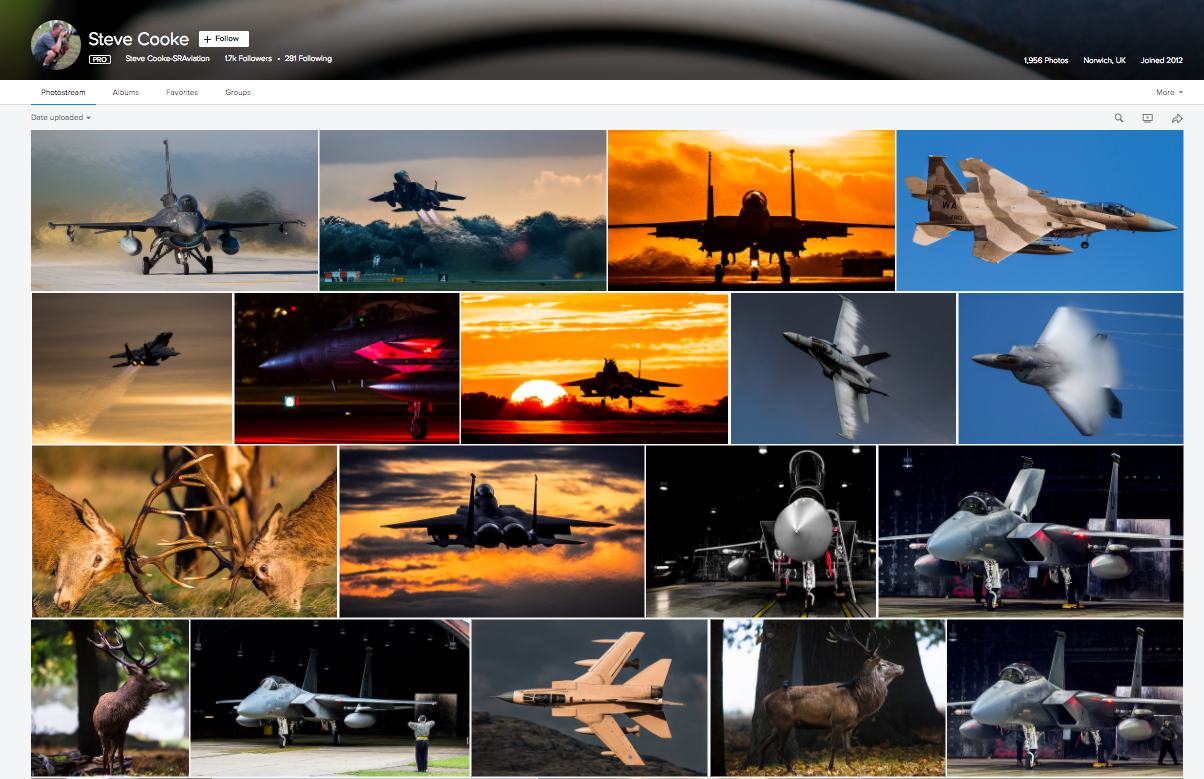 Steve Cooke
+ Follow
PRO
Steve Cooke-SRAviation
1.7k Followers • 281 Following
1,956 Photos
Norwich, UK
Joined 2012
Photostream
Albums
Favorites
Groups
More
Date uploaded
4
WA